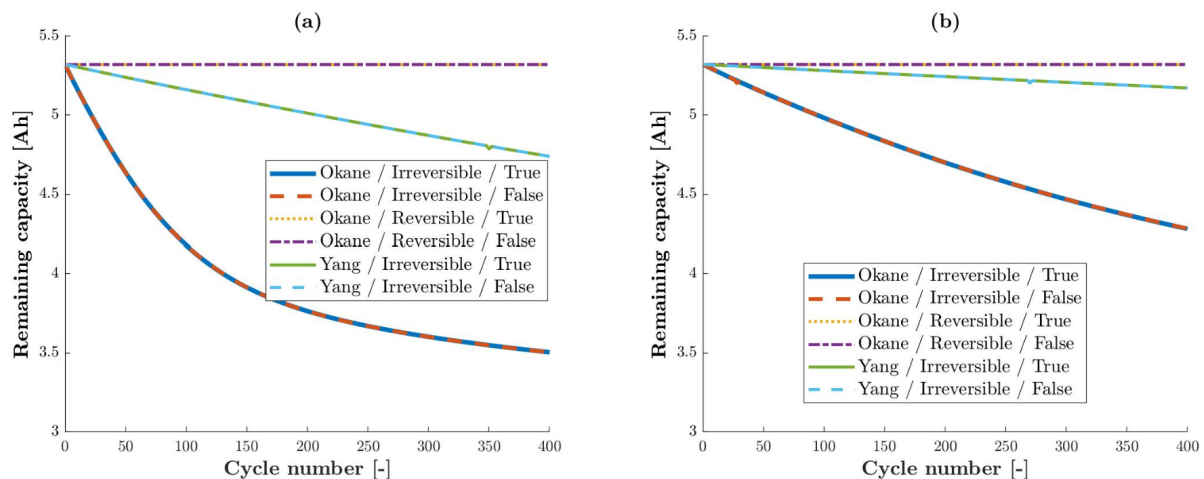 (a)
Remaining capacity [Ah]
5.5
5
4.5
4
3.5
3
0 50 100 150 200 250 300 350 400
Cycle number [-]
Okane / Irreversible / True
Okane / Irreversible / False
Okane / Reversible / True
Okane / Reversible / False
Yang / Irreversible / True
Yang / Irreversible / False
(b)
Remaining capacity [Ah]
5.5
5
4.5
4
3.5
3
0 50 100 150 200 250 300 350 400
Cycle number [-]
Okane / Irreversible / True
Okane / Irreversible / False
Okane / Reversible / True
Okane / Reversible / False
Yang / Irreversible / True
Yang / Irreversible / False